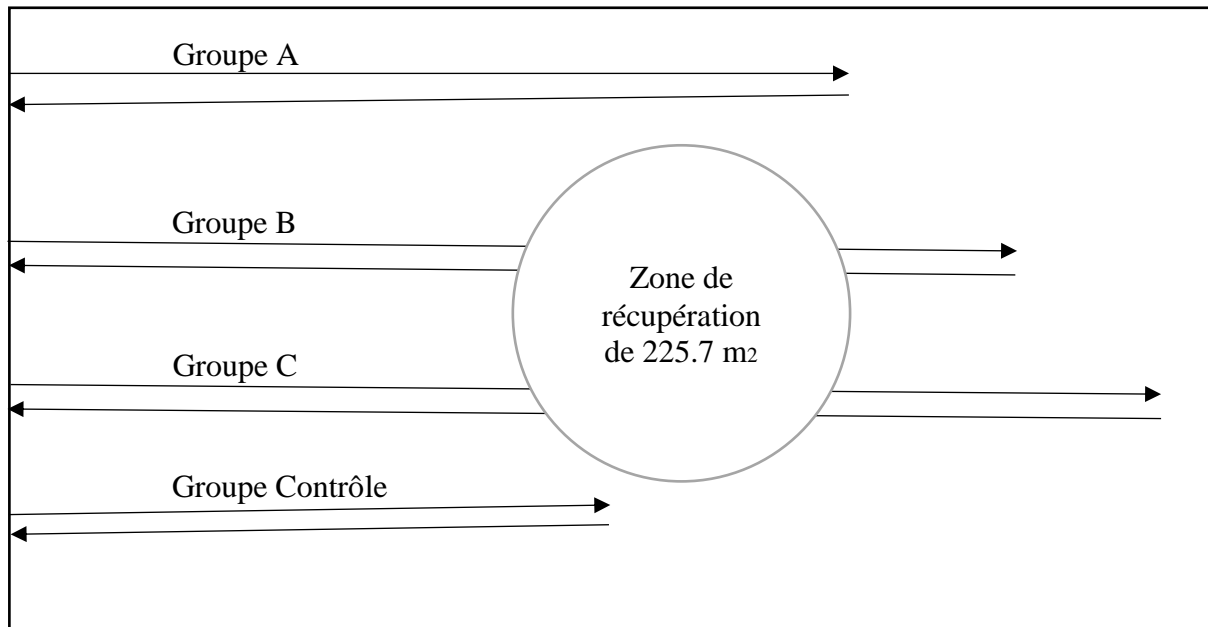 Groupe A
Groupe B
Zone de
récupération
de 225.7 m2
Groupe C
Groupe Contrôle